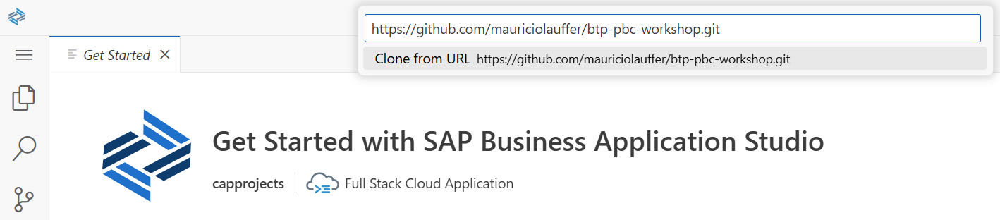 https://github.com/mauriciolauffer/btp-pbc-workshop.git
Clone from URL https://github.com/mauriciolauffer/btp-pbc-workshop.git
Get Started
Get Started with SAP Business Application Studio
capprojects Full Stack Cloud Application